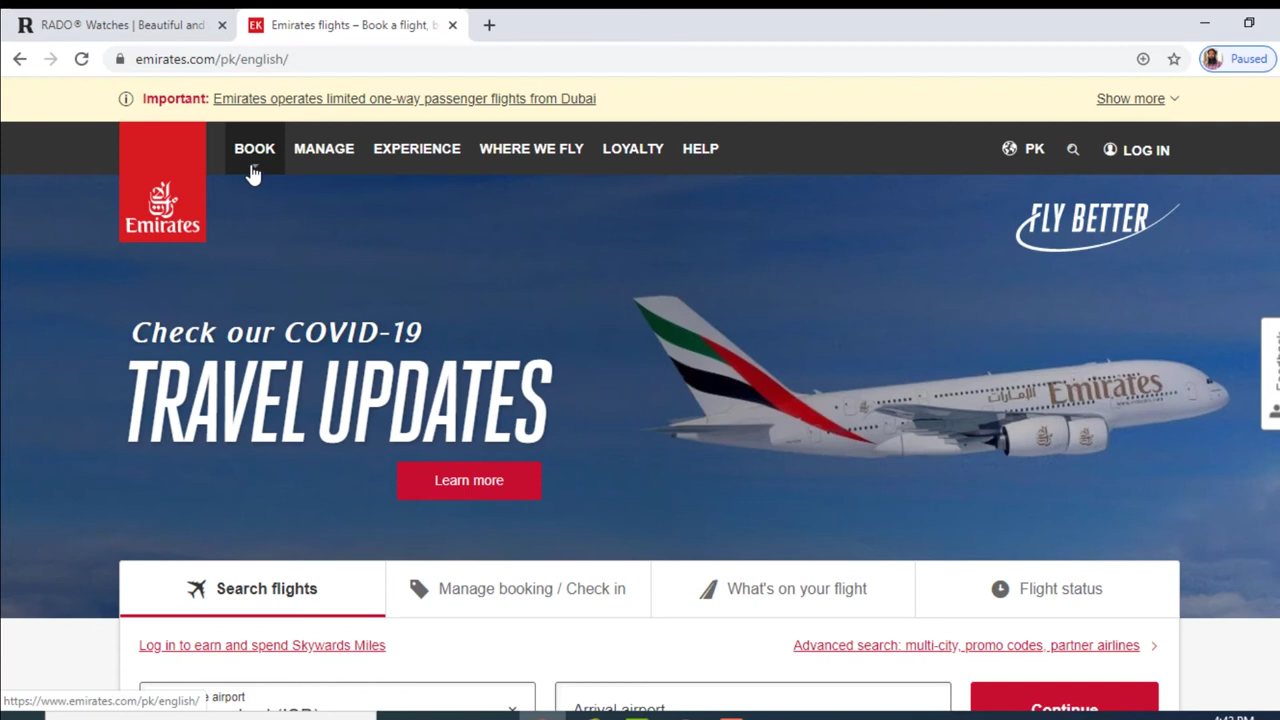 RADO® Watches | Beautiful and
EK Emirates flights – Book a flight, b
emirates.com/pk/english/
Paused
Important: Emirates operates limited one-way passenger flights from Dubai
Show more
BOOK MANAGE EXPERIENCE WHERE WE FLY LOYALTY HELP
PK LOG IN
Emirates
FLY BETTER
Check our COVID-19
TRAVEL UPDATES
Learn more
الإمارات Emirates
Search flights
Manage booking / Check in
What's on your flight
Flight status
Log in to earn and spend Skywards Miles
Advanced search: multi-city, promo codes, partner airlines
https://www.emirates.com/pk/english/
airport
Arrival airport
Continue